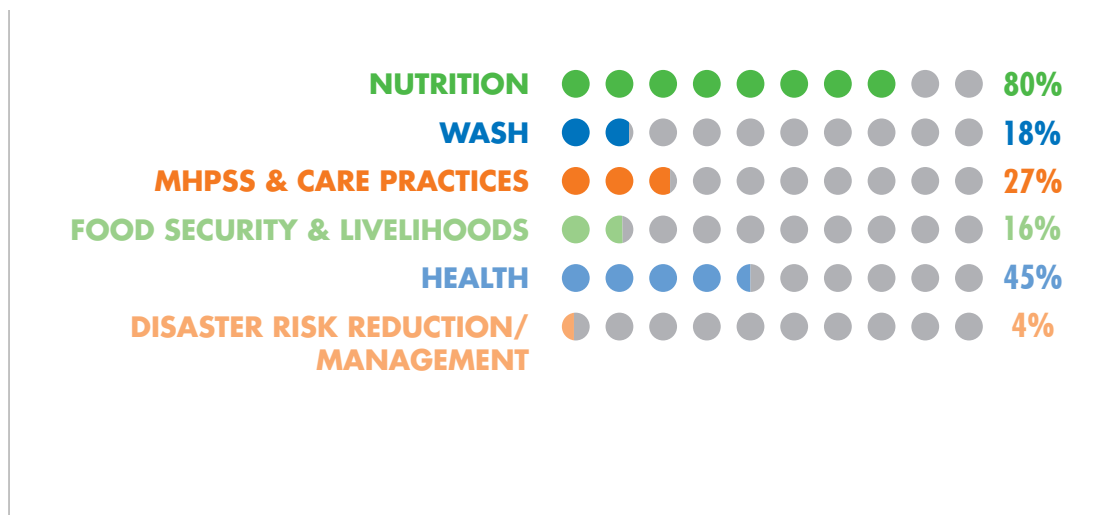 NUTRITION 80%
WASH 18%
MHPSS & CARE PRACTICES 27%
FOOD SECURITY & LIVELIHOODS 16%
HEALTH 45%
DISASTER RISK REDUCTION/ 4%
MANAGEMENT